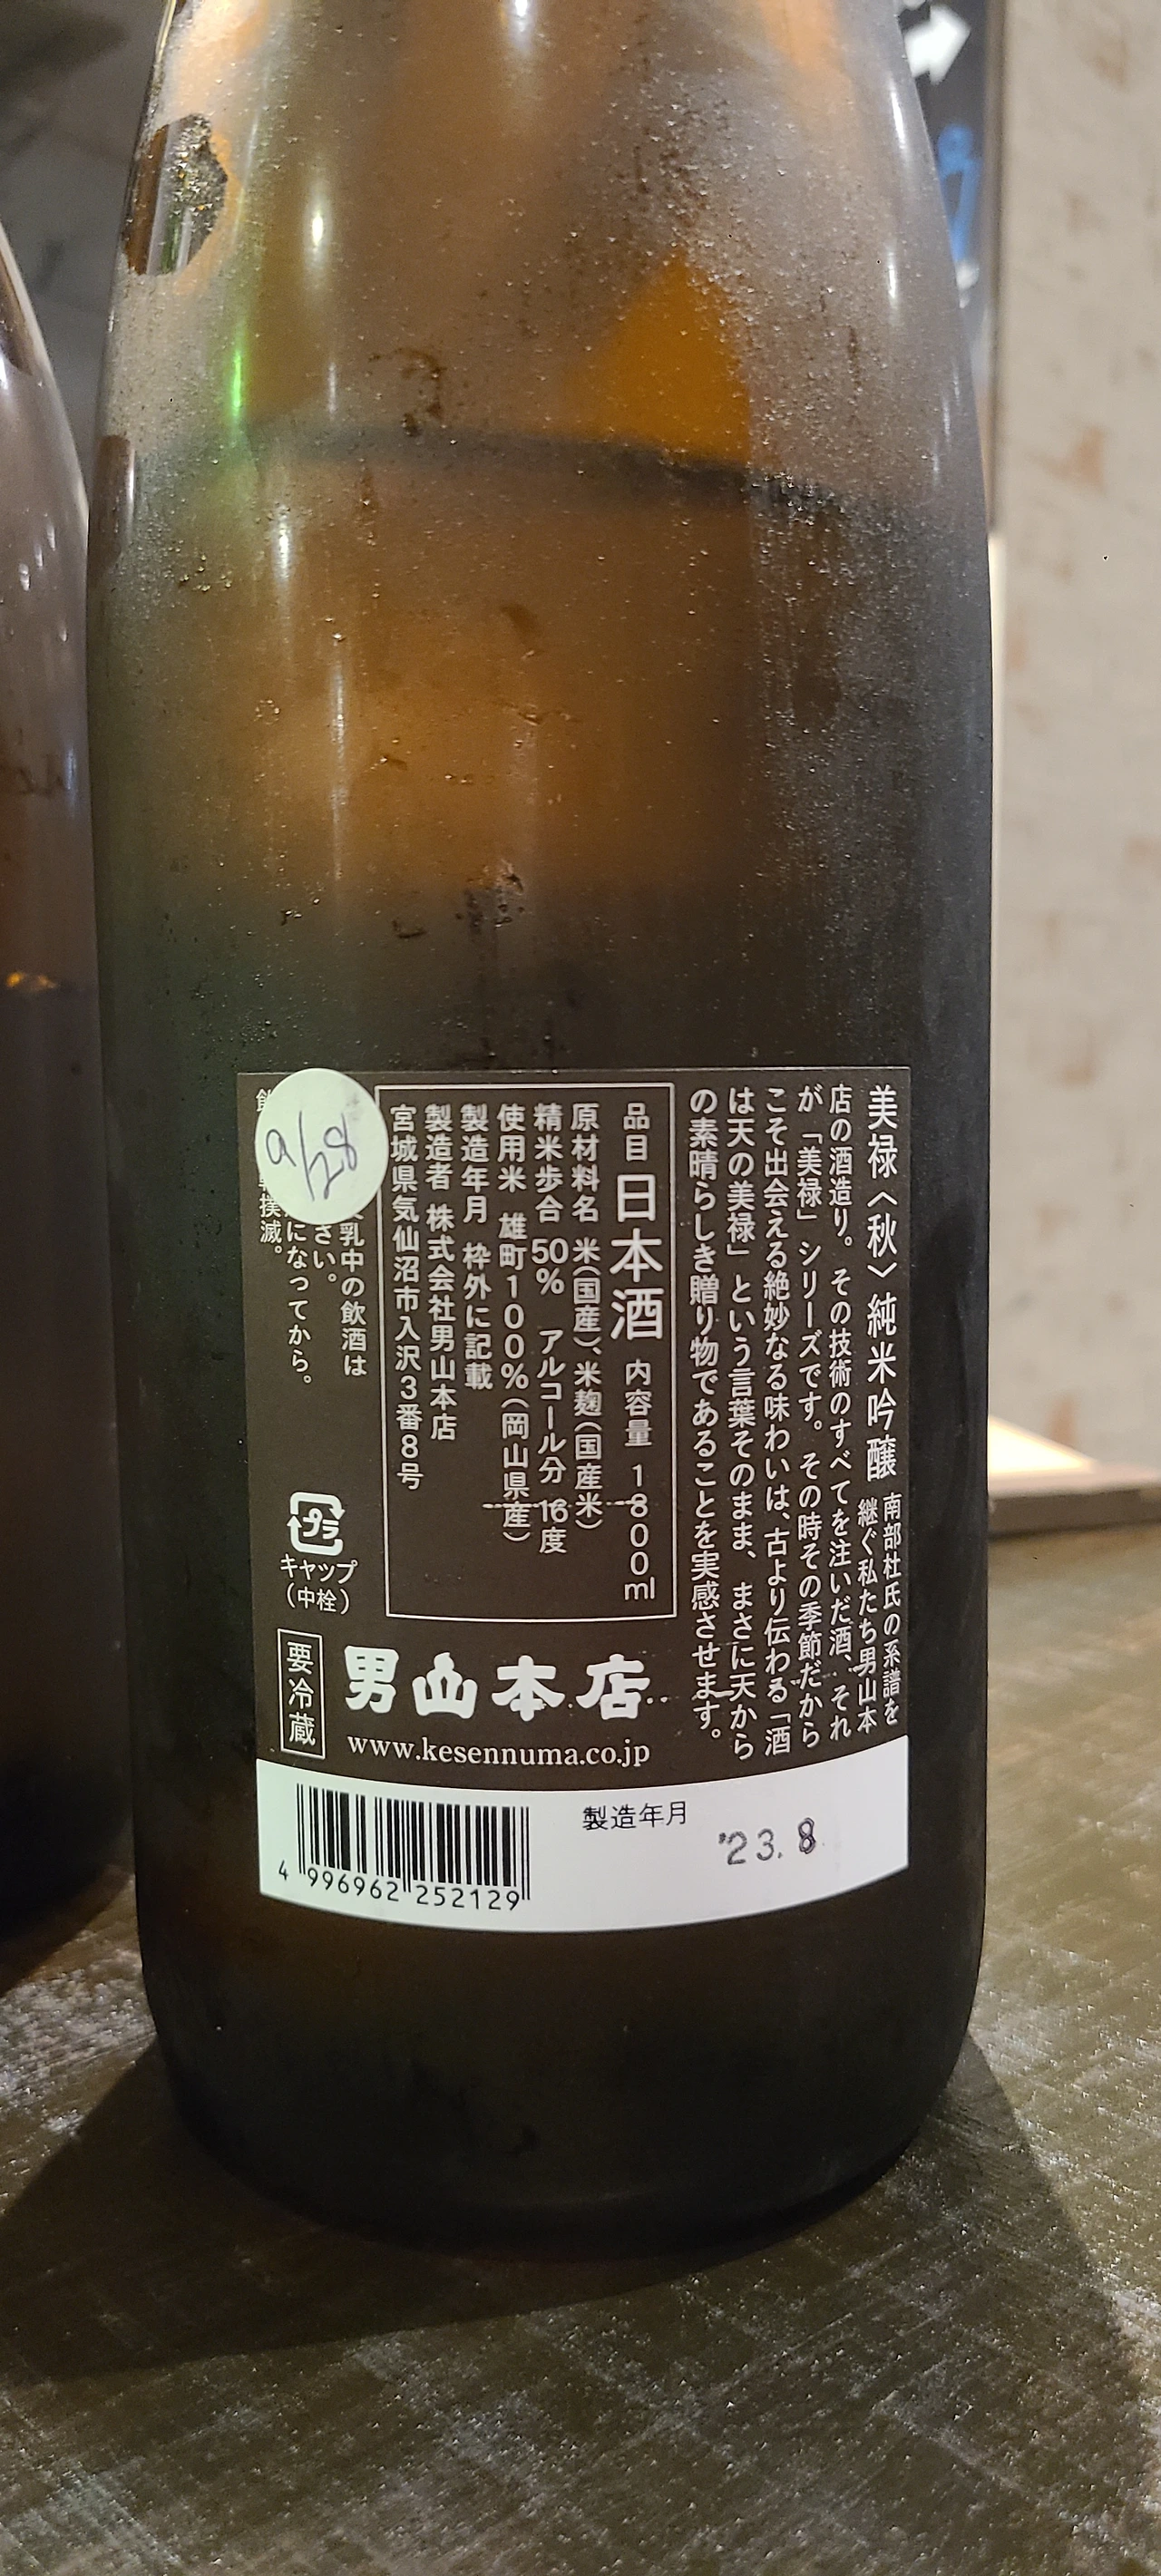 美禄〈秋〉純米吟醸
南部杜氏の系譜を
継ぐ私たち男山本
店の酒造り。その技術のすべてを注いだ酒、それ
が「美禄」シリーズです。その時その季節だから
こそ出会える絶妙なる味わいは、古より伝わる「酒
は天の美禄」という言葉そのまま、まさに天から
の素晴らしき贈り物であることを実感させます。
品目 日本酒 内容量 1800ml
原材料名 米(国産)、米麹(国産米)
精米歩合 50% アルコール分 16度
使用米 雄町100%(岡山県産)
製造年月 枠外に記載
製造者 株式会社男山本店
宮城県気仙沼市入沢3番8号
9/28
乳中の飲酒は
さい。
になってから。
撲滅。
プラ
キャップ
(中栓)
要冷蔵
男山本店
www.kesennuma.co.jp
4 996962 252129
製造年月
'23. 8